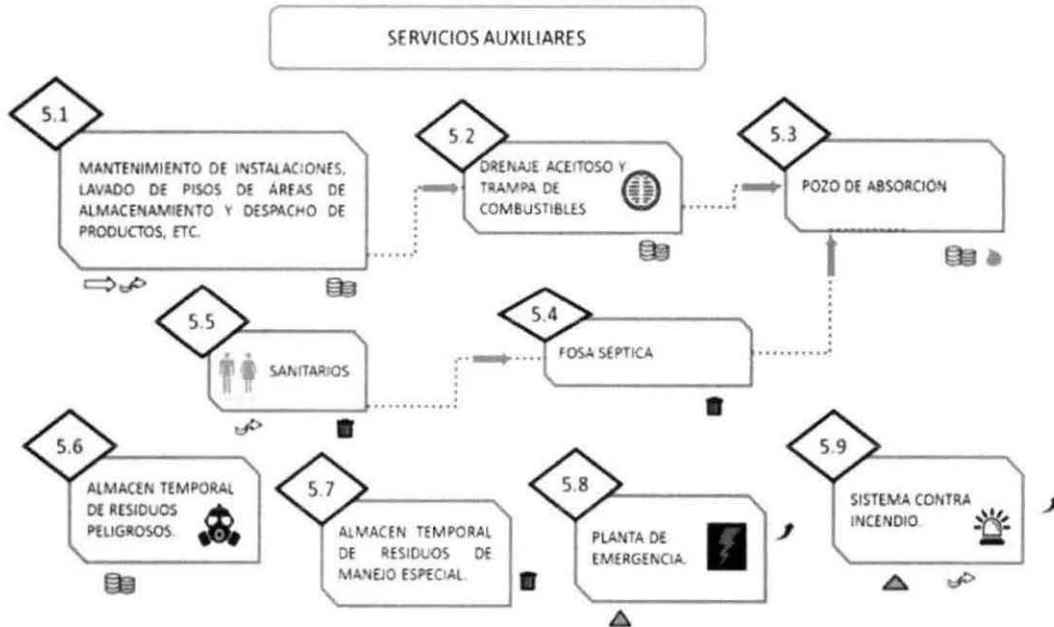 SERVICIOS AUXILIARES
5.1
MANTENIMIENTO DE INSTALACIONES,
LAVADO DE PISOS DE ÁREAS DE
ALMACENAMIENTO Y DESPACHO DE
PRODUCTOS, ETC.
5.2
DRENAJE ACEITOSO Y
TRAMPA DE
COMBUSTIBLES
5.3
POZO DE ABSORCIÓN
5.5
SANITARIOS
5.4
FOSA SÉPTICA
5.6
ALMACEN TEMPORAL
DE RESIDUOS
PELIGROSOS.
5.7
ALMACEN TEMPORAL
DE RESIDUOS DE
MANEJO ESPECIAL.
5.8
PLANTA DE
EMERGENCIA.
5.9
SISTEMA CONTRA
INCENDIO.